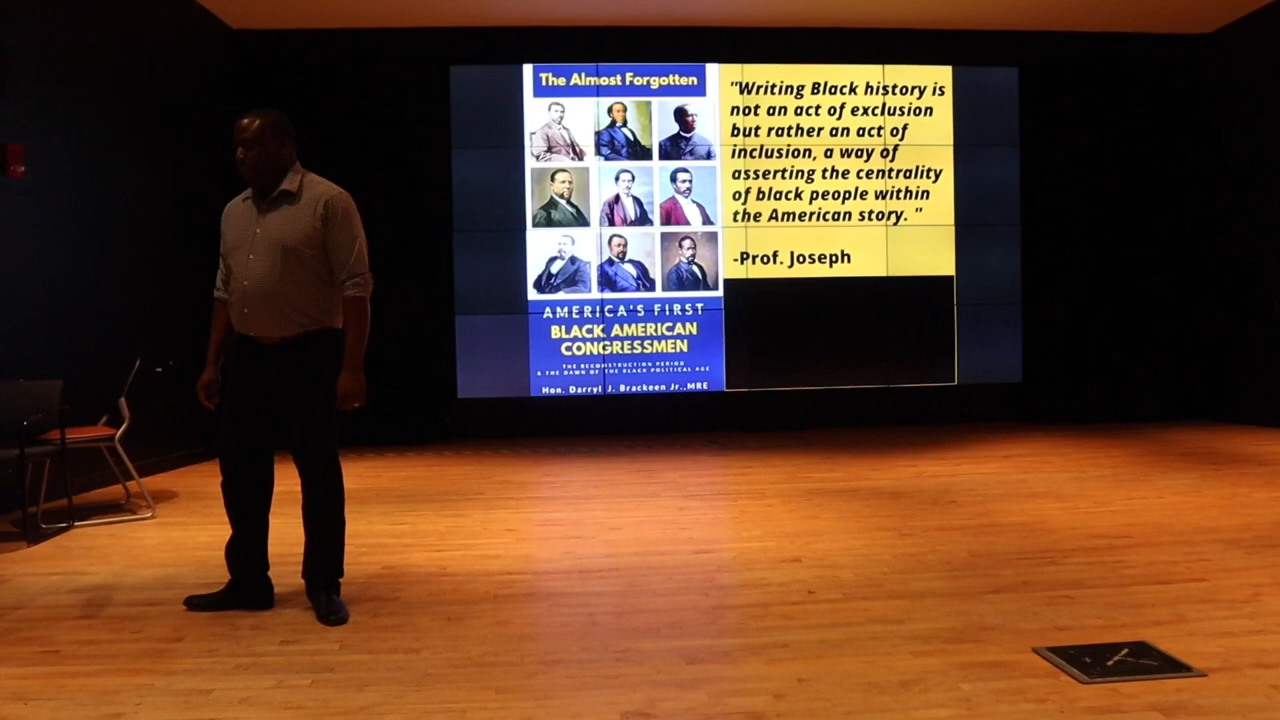 The Almost Forgotten
AMERICA'S FIRST
BLACK AMERICAN
CONGRESSMEN
THE RECONSTRUCTION PERIOD
& THE DAWN OF THE BLACK POLITICAL AGE
Hon. Darryl J. Brackeen Jr.,MRE
"Writing Black history is
not an act of exclusion
but rather an act of
inclusion, a way of
asserting the centrality
of black people within
the American story. "
-Prof. Joseph